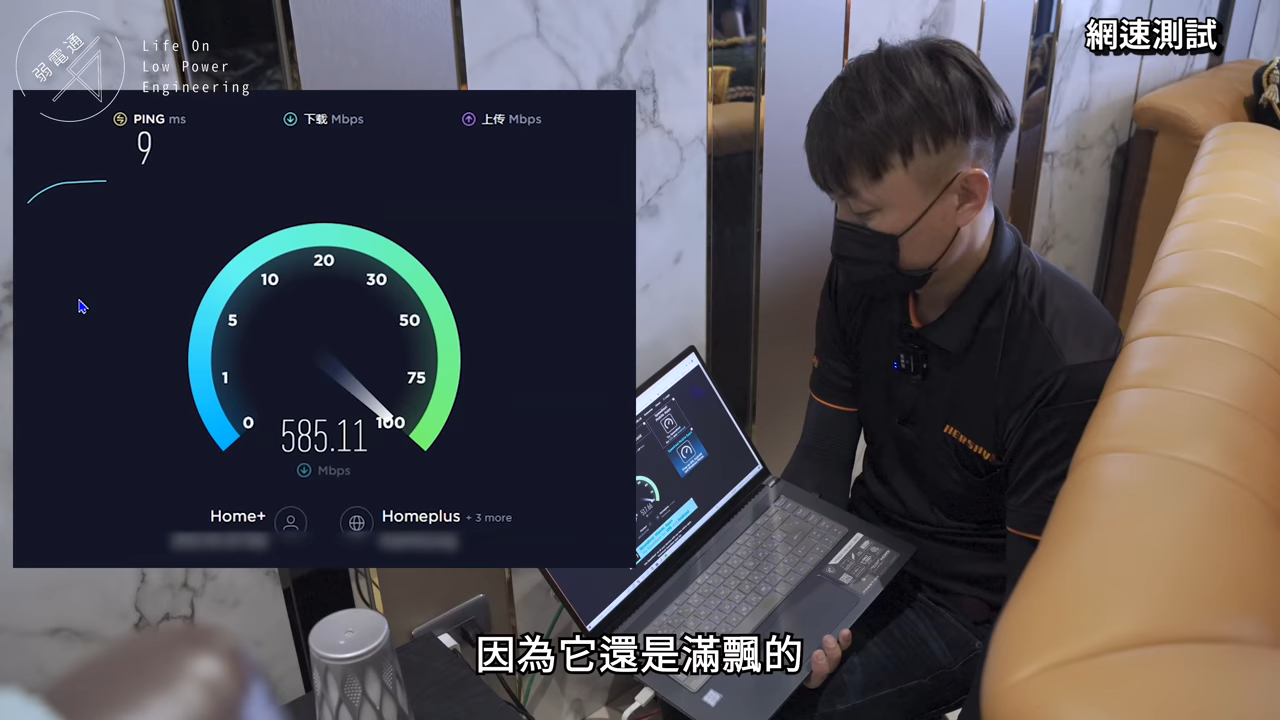 弱電通
Life On
Low Power
Engineering
網速測試
PING ms
下载 Mbps
上传 Mbps
9
0
1
5
10
20
30
50
75
100
585.11
Mbps
Home+
Homeplus + 3 more
因為它還是滿飄的